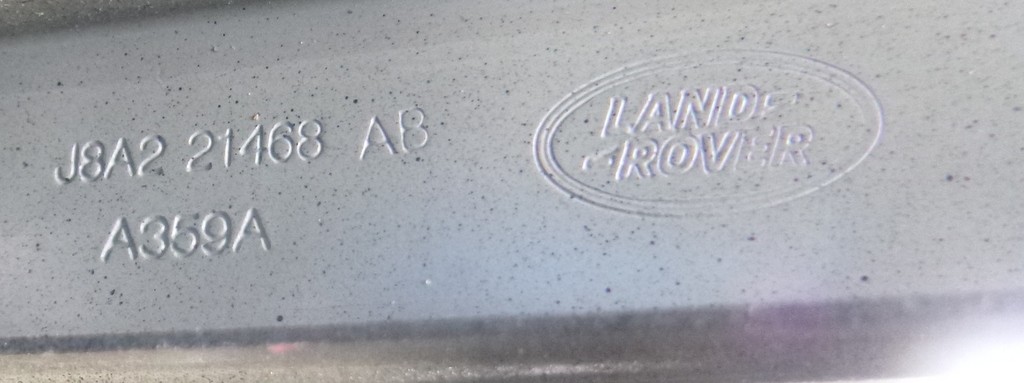 J8A2 21468 AB
A359A
LAND
ROVER